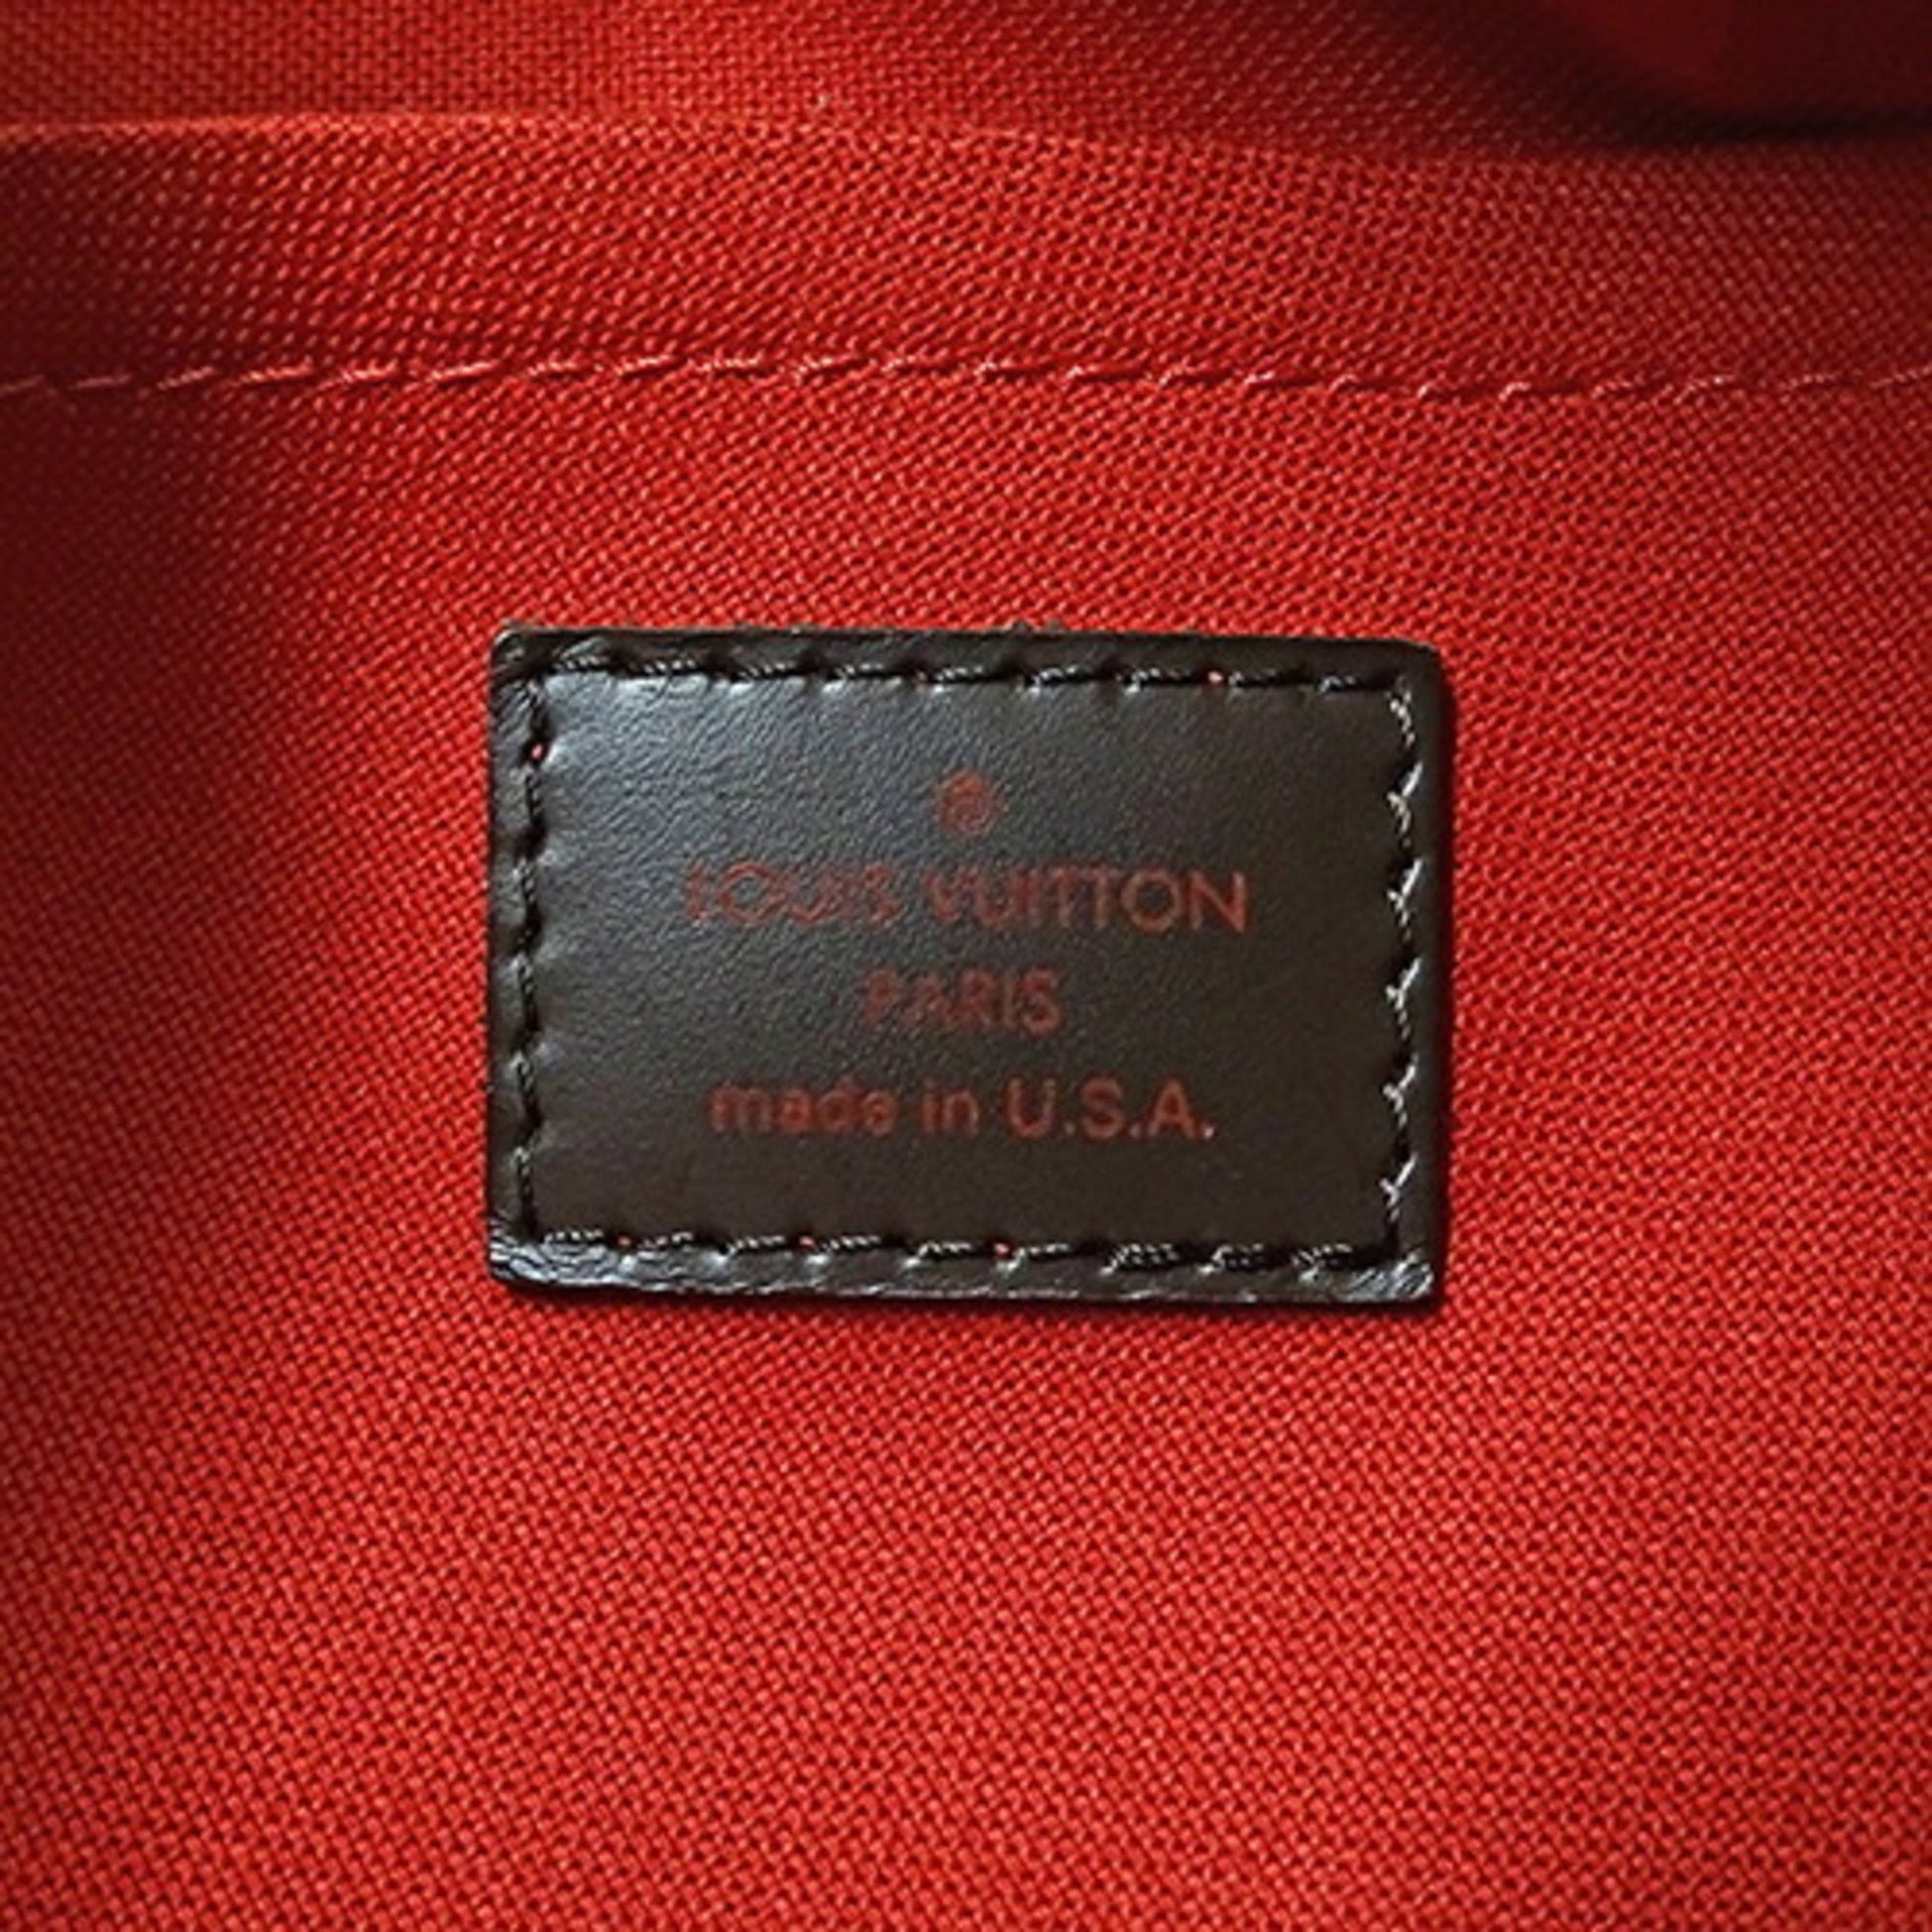 ®
LOUIS VUITTON
PARIS
made in U.S.A.